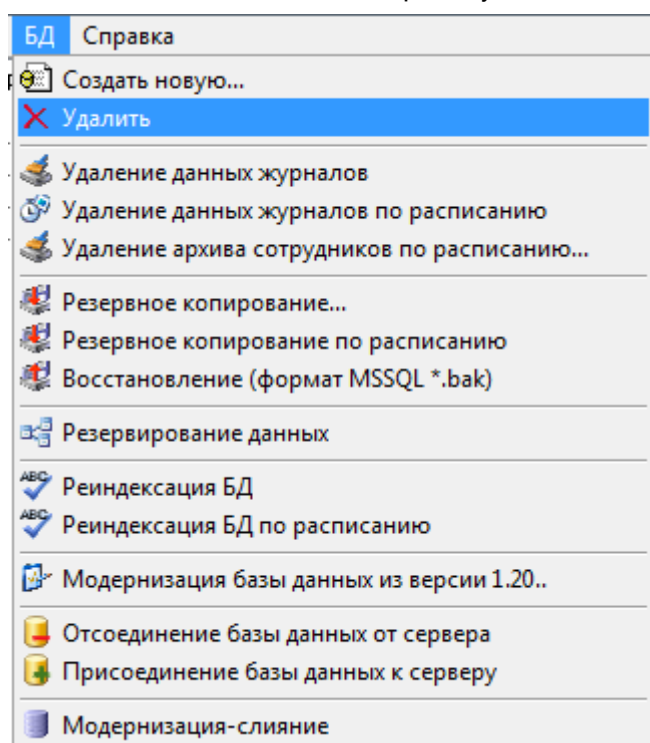 БД Справка
Создать новую...
Удалить
Удаление данных журналов
Удаление данных журналов по расписанию
Удаление архива сотрудников по расписанию...
Резервное копирование...
Резервное копирование по расписанию
Восстановление (формат MSSQL *.bak)
Резервирование данных
Реиндексация БД
Реиндексация БД по расписанию
Модернизация базы данных из версии 1.20..
Отсоединение базы данных от сервера
Присоединение базы данных к серверу
Модернизация-слияние